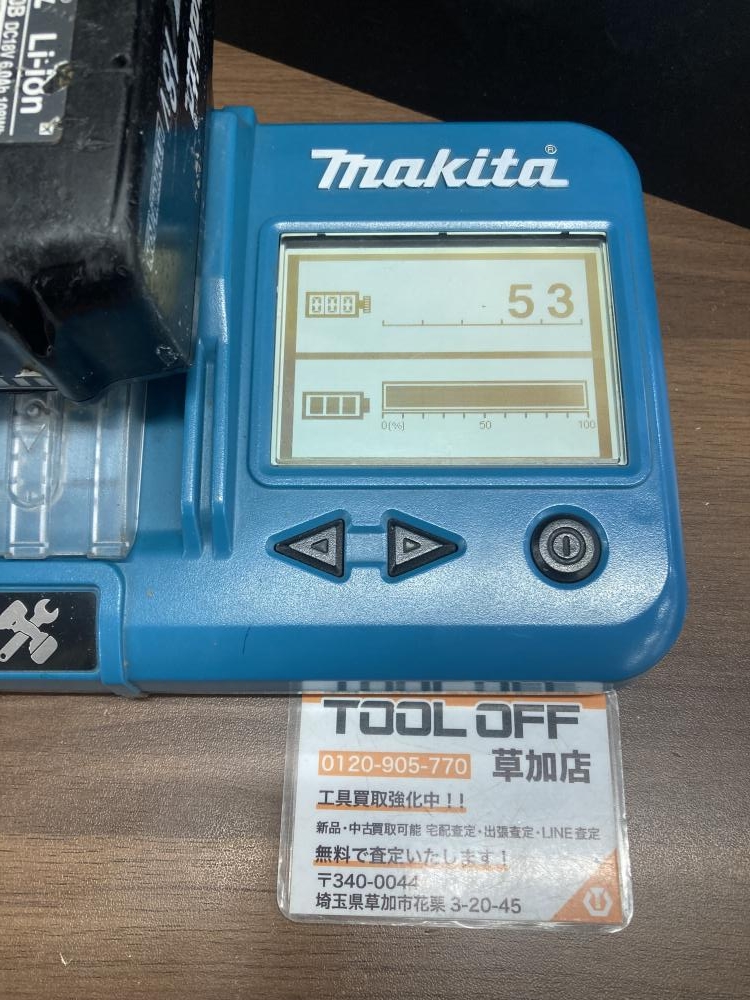 Li-ion
DC18V 6.0Ah
18V
makita®
000
53
0(%) 50 100
TOOL OFF
0120-905-770 草加店
工具買取強化中!!
新品・中古買取可能 宅配査定・出張査定・LINE査定
無料で査定いたします!
〒340-0044
埼玉県草加市花栗 3-20-45